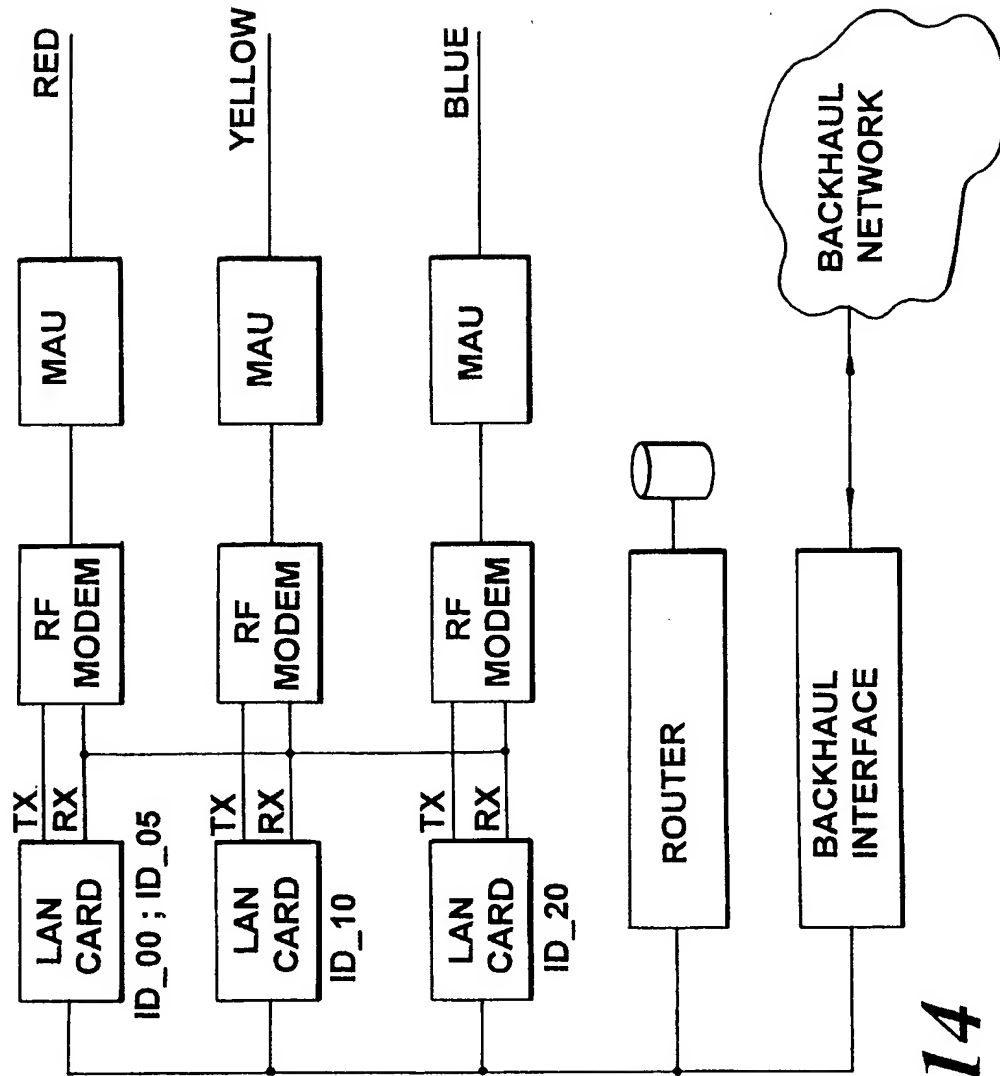 RED
YELLOW
BLUE
MAU
MAU
MAU
RF
MODEM
RF
MODEM
RF
MODEM
TX
RX
TX
RX
TX
RX
LAN
CARD
LAN
CARD
LAN
CARD
ID_00 ; ID_05
ID_10
ID_20
ROUTER
BACKHAUL
INTERFACE
BACKHAUL
NETWORK
14